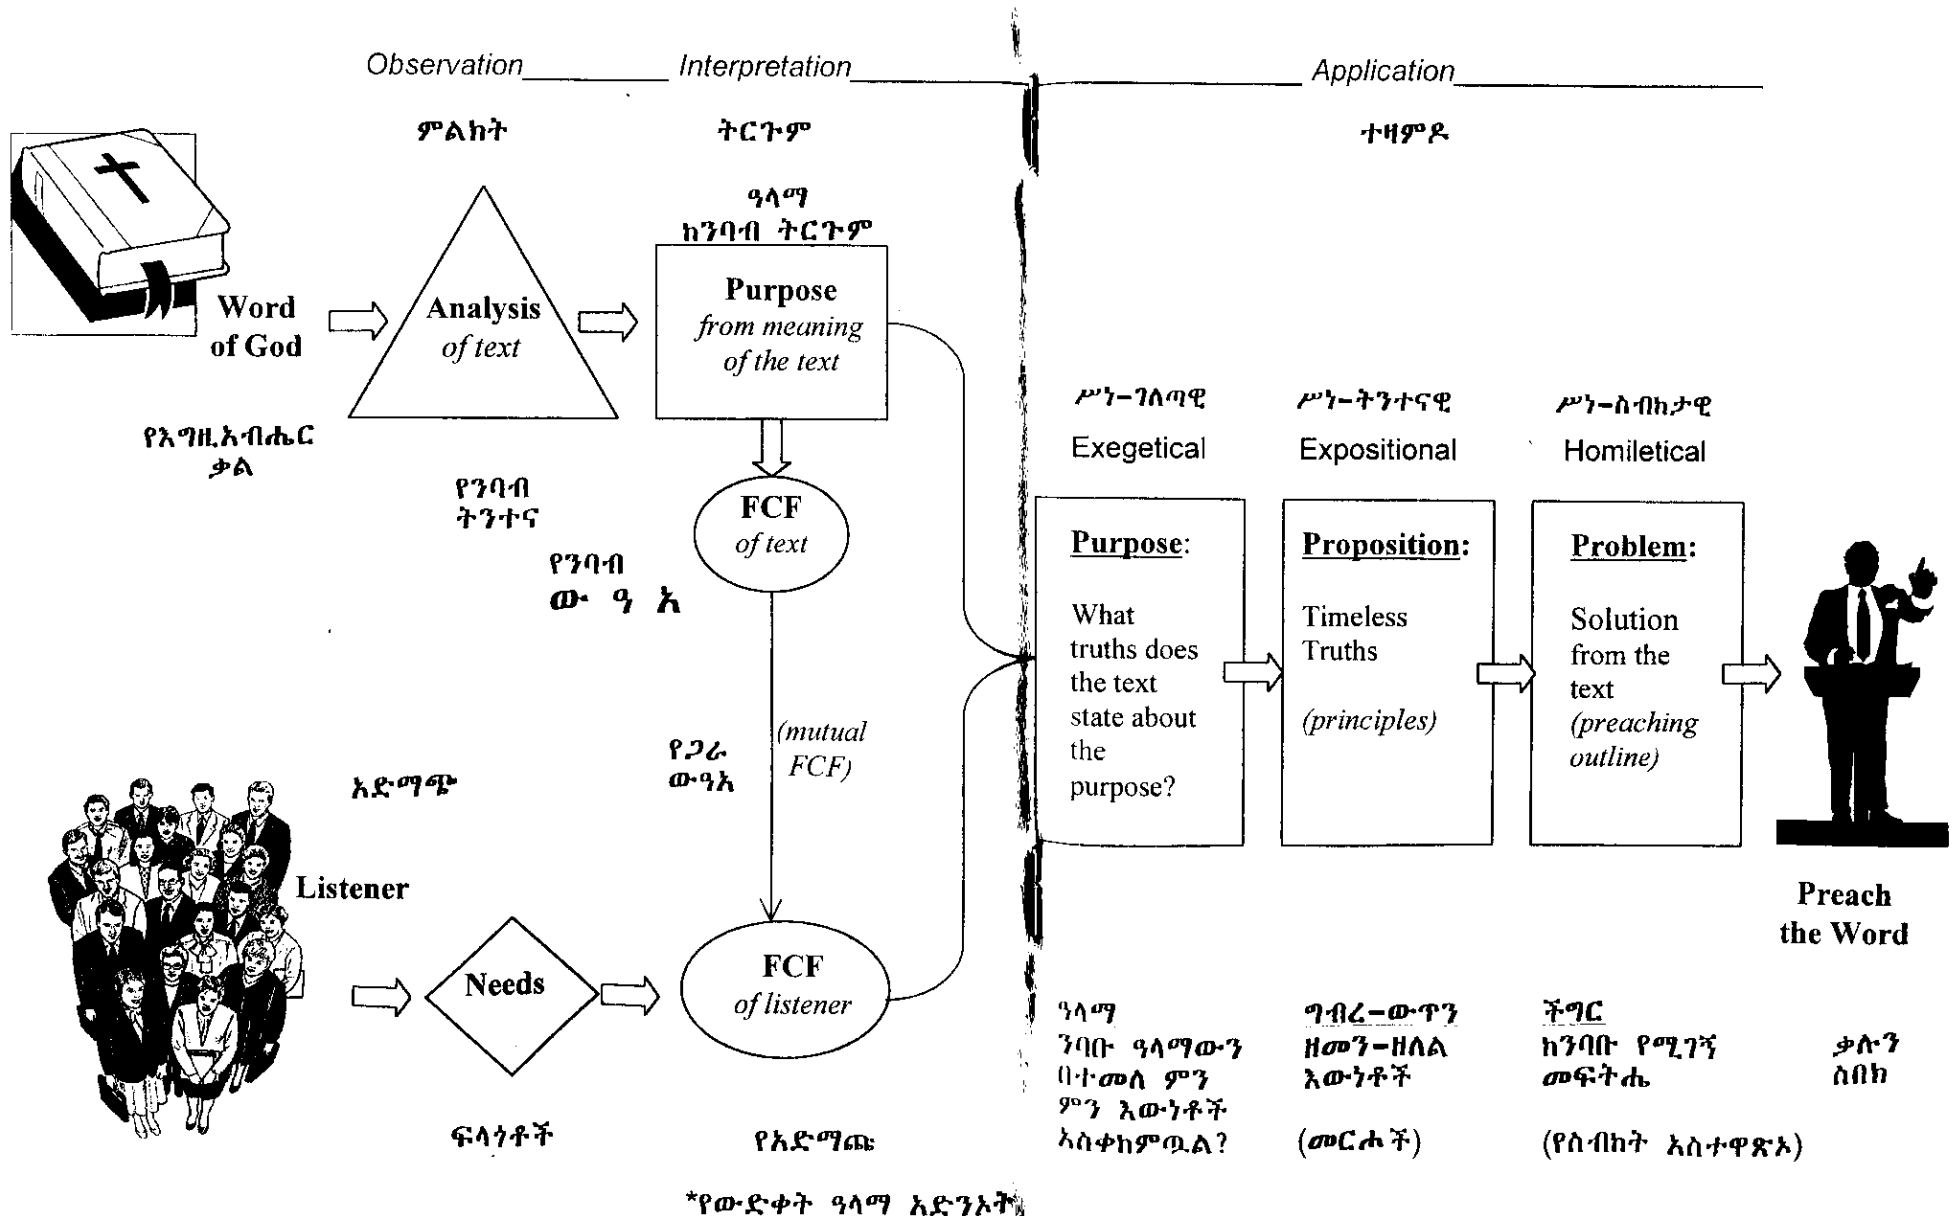 Observation
Interpretation
Application
ምልከት
ትርጉም
ተዛምዶ
ዓላማ
ከንባብ ትርጉም
Word
of God
Analysis
of text
Purpose
from meaning
of the text
የእግዚአብሔር
ቃል
የንባብ
ትንተና
FCF
of text
የንባብ
ው ዓ አ
(mutual
FCF)
የጋራ
ውዓአ
አድማጭ
Listener
Needs
FCF
of listener
ፍላጎቶች
የአድማጩ
*የውድቀት ዓላማ አድንኦት
ሥነ-ገለጣዊ
Exegetical
Purpose:
What
truths does
the text
state about
the
purpose?
ሥነ-ትንተናዊ
Expositional
Proposition:
Timeless
Truths
(principles)
ሥነ-ስብከታዊ
Homiletical
Problem:
Solution
from the
text
(preaching
outline)
Preach
the Word
ዓላማ
ንባቡ ዓላማውን
በተመለ ምን
ምን እውነቶች
አስቀከምጧል?
ግብረ-ውጥን
ዘመን-ዘለል
እውነቶች
(መርሖች)
ችግር
ከንባቡ የሚገኝ
መፍትሔ
(የስብከት አስተዋጽኦ)
ቃሉን
ስበክ